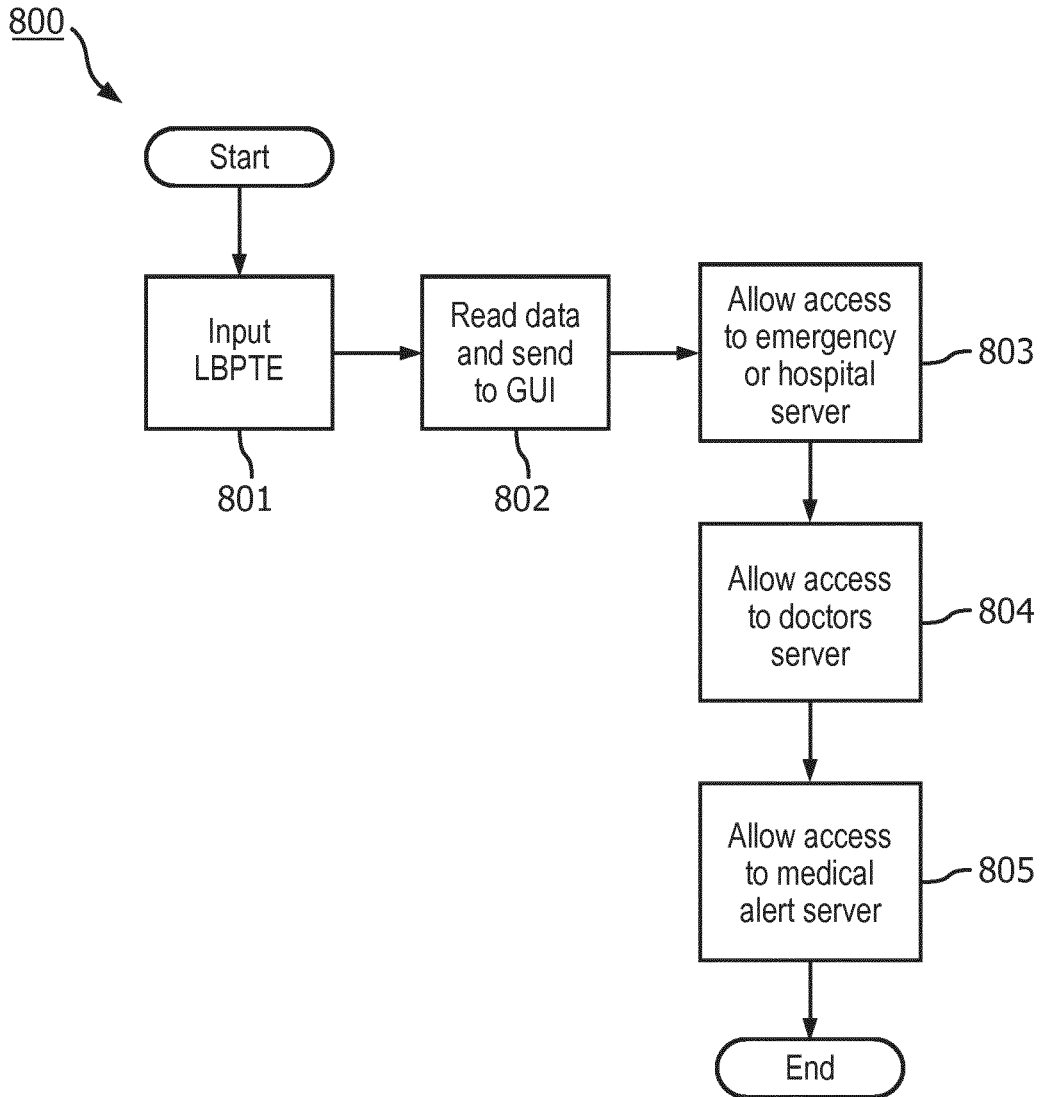 800
Start
Input
LBPTE
801
Read data
and send
to GUI
802
Allow access
to emergency
or hospital
server
803
Allow access
to doctors
server
804
Allow access
to medical
alert server
805
End